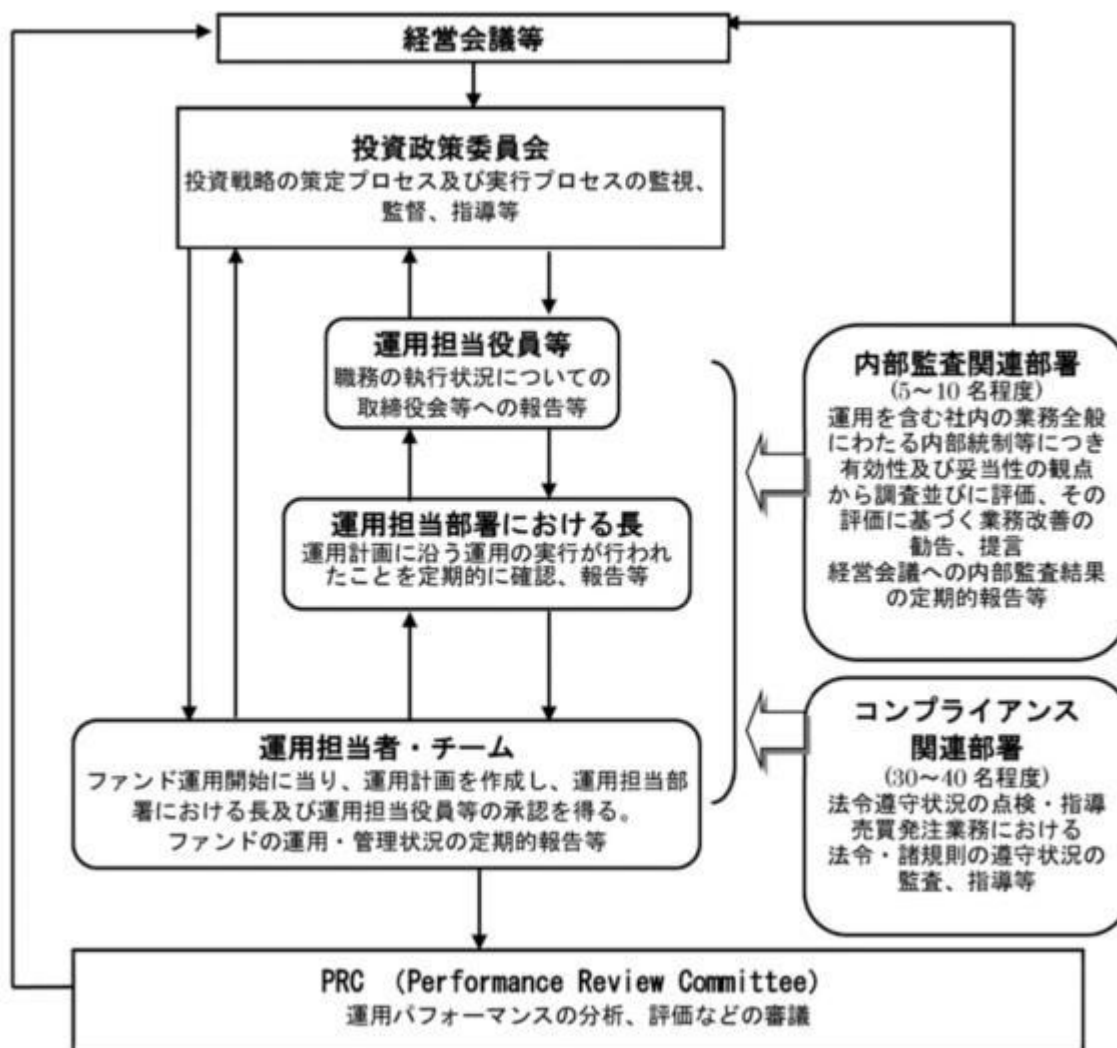 経営会議等
投資政策委員会
投資戦略の策定プロセス及び実行プロセスの監視、
監督、指導等
運用担当役員等
職務の執行状況についての
取締役会等への報告等
運用担当部署における長
運用計画に沿う運用の実行が行われ
たことを定期的に確認、報告等
運用担当者・チーム
ファンド運用開始に当り、運用計画を作成し、運用担当部
署における長及び運用担当役員等の承認を得る。
ファンドの運用・管理状況の定期的報告等
内部監査関連部署
(5～10 名程度)
運用を含む社内の業務全般
にわたる内部統制等につき
有効性及び妥当性の観点
から調査並びに評価、その
評価に基づく業務改善の
勧告、提言
経営会議への内部監査結果
の定期的報告等
コンプライアンス
関連部署
(30～40 名程度)
法令遵守状況の点検・指導
売買発注業務における
法令・諸規則の遵守状況の
監査、指導等
PRC （Performance Review Committee）
運用パフォーマンスの分析、評価などの審議